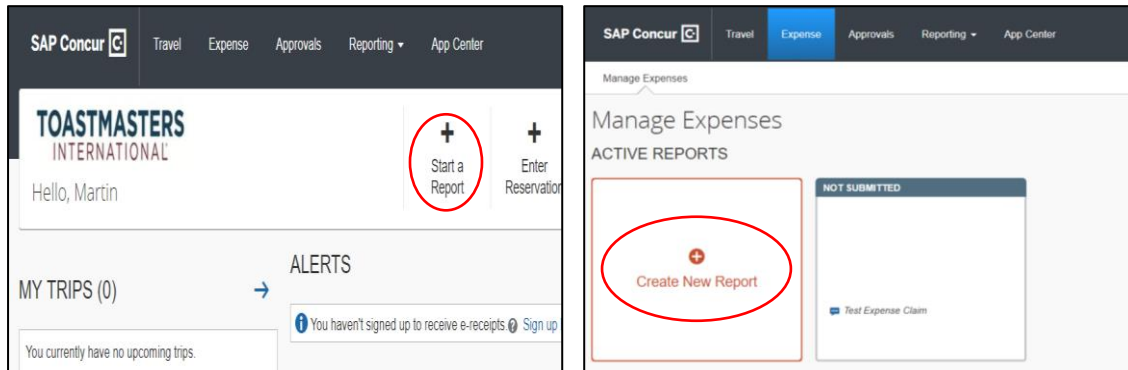 SAP Concur C Travel Expense Approvals Reporting App Center
TOASTMASTERS
INTERNATIONAL
Hello, Martin
+ +
Start a
Report
Enter
Reservation
MY TRIPS (0) →
You currently have no upcoming trips.
ALERTS
You haven't signed up to receive e-receipts. Sign up
SAP Concur C Travel Expense Approvals Reporting App Center
Manage Expenses
Manage Expenses
ACTIVE REPORTS
Create New Report
NOT SUBMITTED
Test Expense Claim